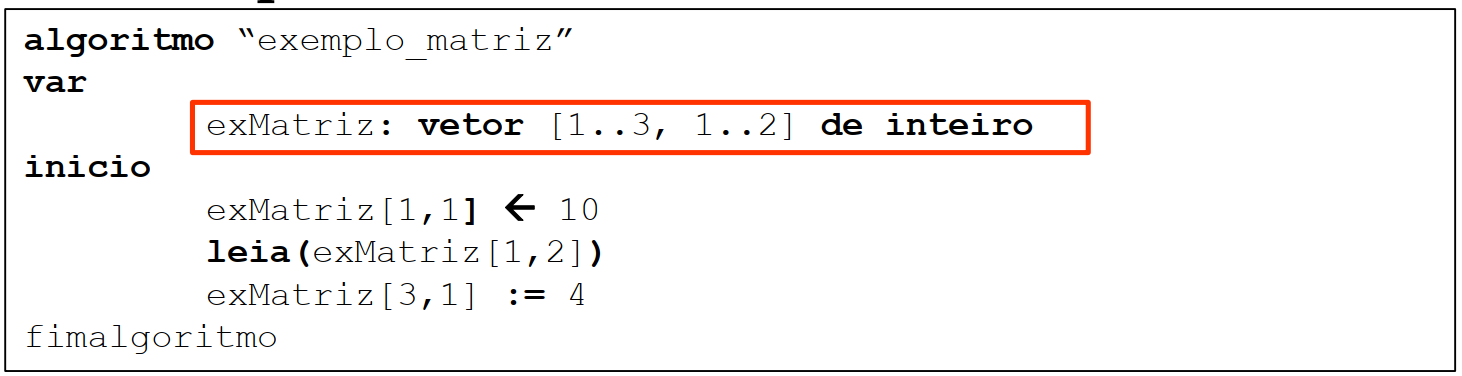 algoritmo “exemplo_matriz”
var
exMatriz: vetor [1..3, 1..2] de inteiro
inicio
exMatriz[1,1] ← 10
leia(exMatriz[1,2])
exMatriz[3,1] := 4
fimalgoritmo